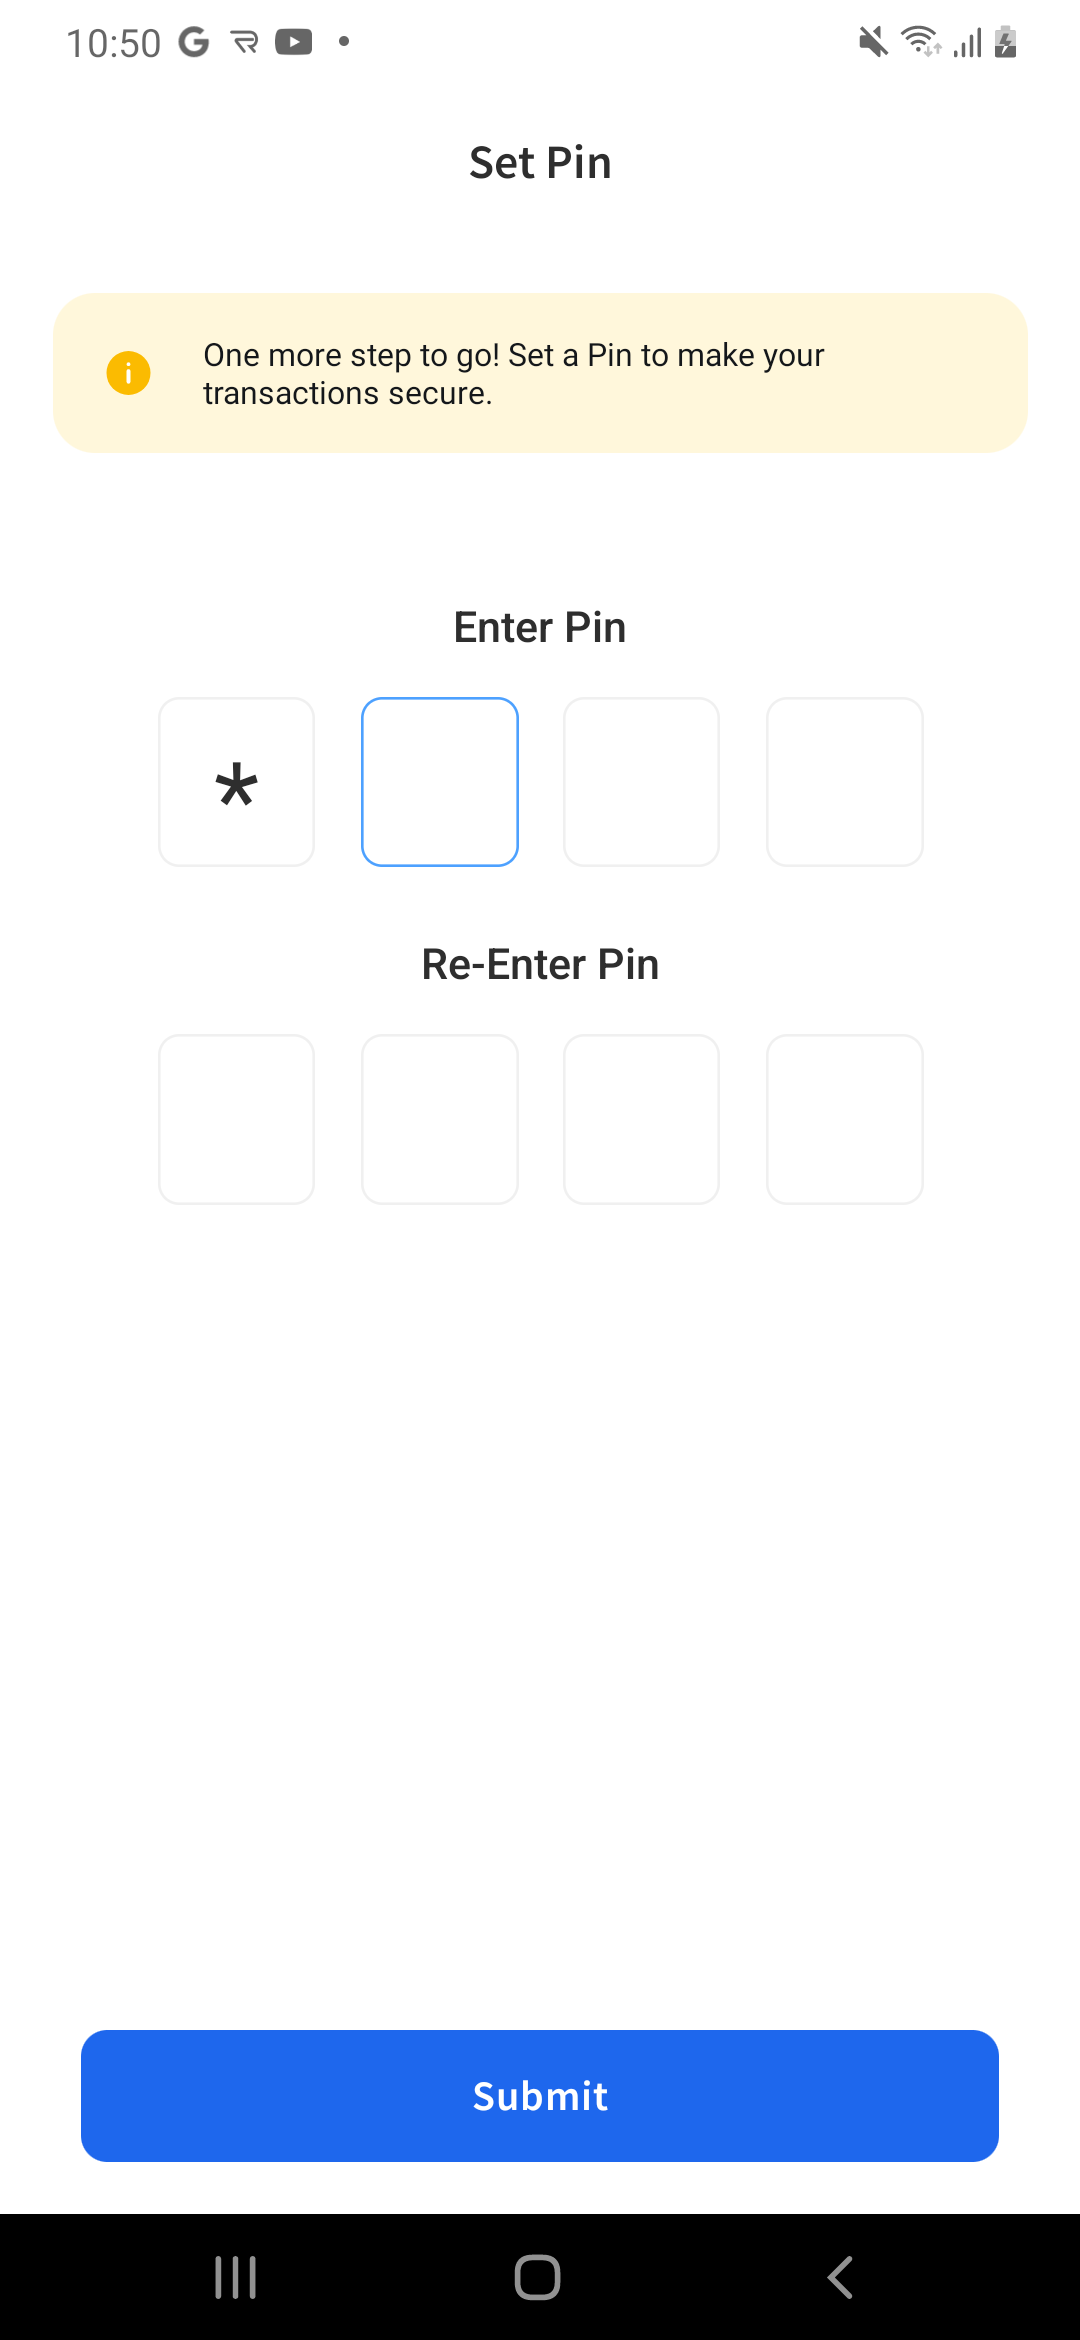 10:50
Set Pin
One more step to go! Set a Pin to make your
transactions secure.
Enter Pin
*
Re-Enter Pin
Submit